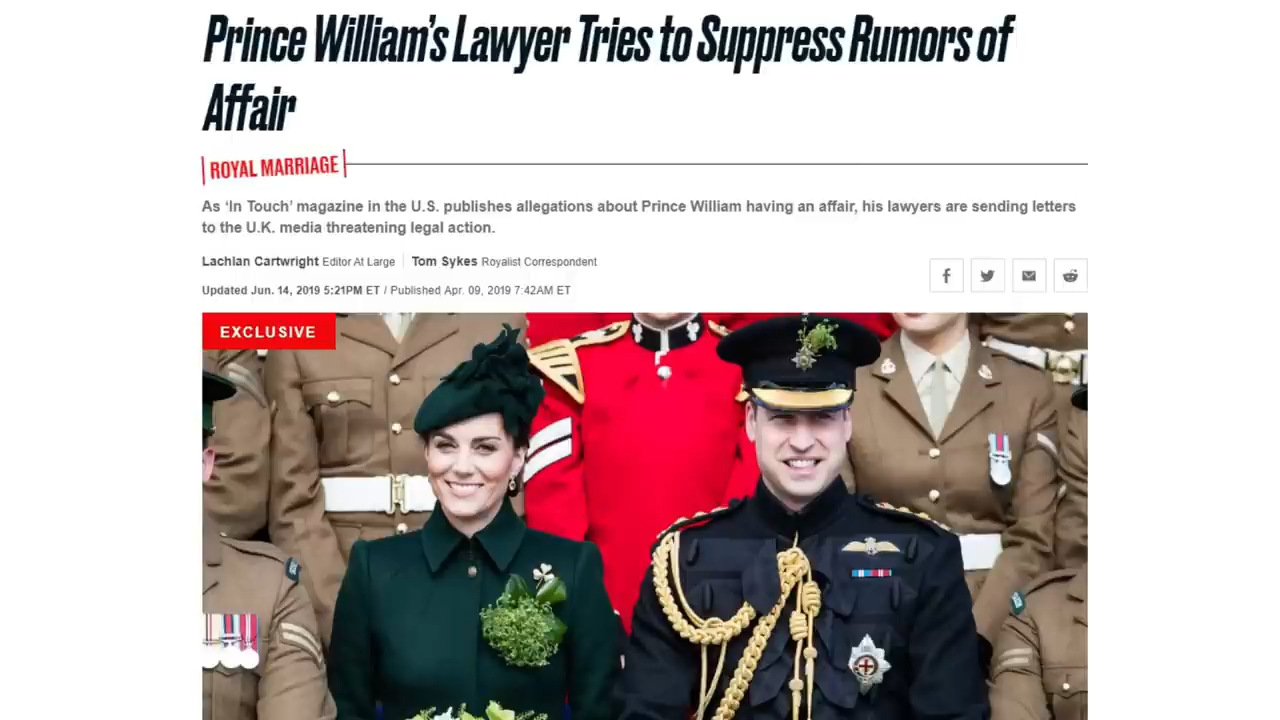 Prince William's Lawyer Tries to Suppress Rumors of
Affair
ROYAL MARRIAGE
As ‘In Touch’ magazine in the U.S. publishes allegations about Prince William having an affair, his lawyers are sending letters
to the U.K. media threatening legal action.
Lachlan Cartwright Editor At Large | Tom Sykes Royalist Correspondent
Updated Jun. 14, 2019 5:21PM ET / Published Apr. 09, 2019 7:42AM ET
EXCLUSIVE